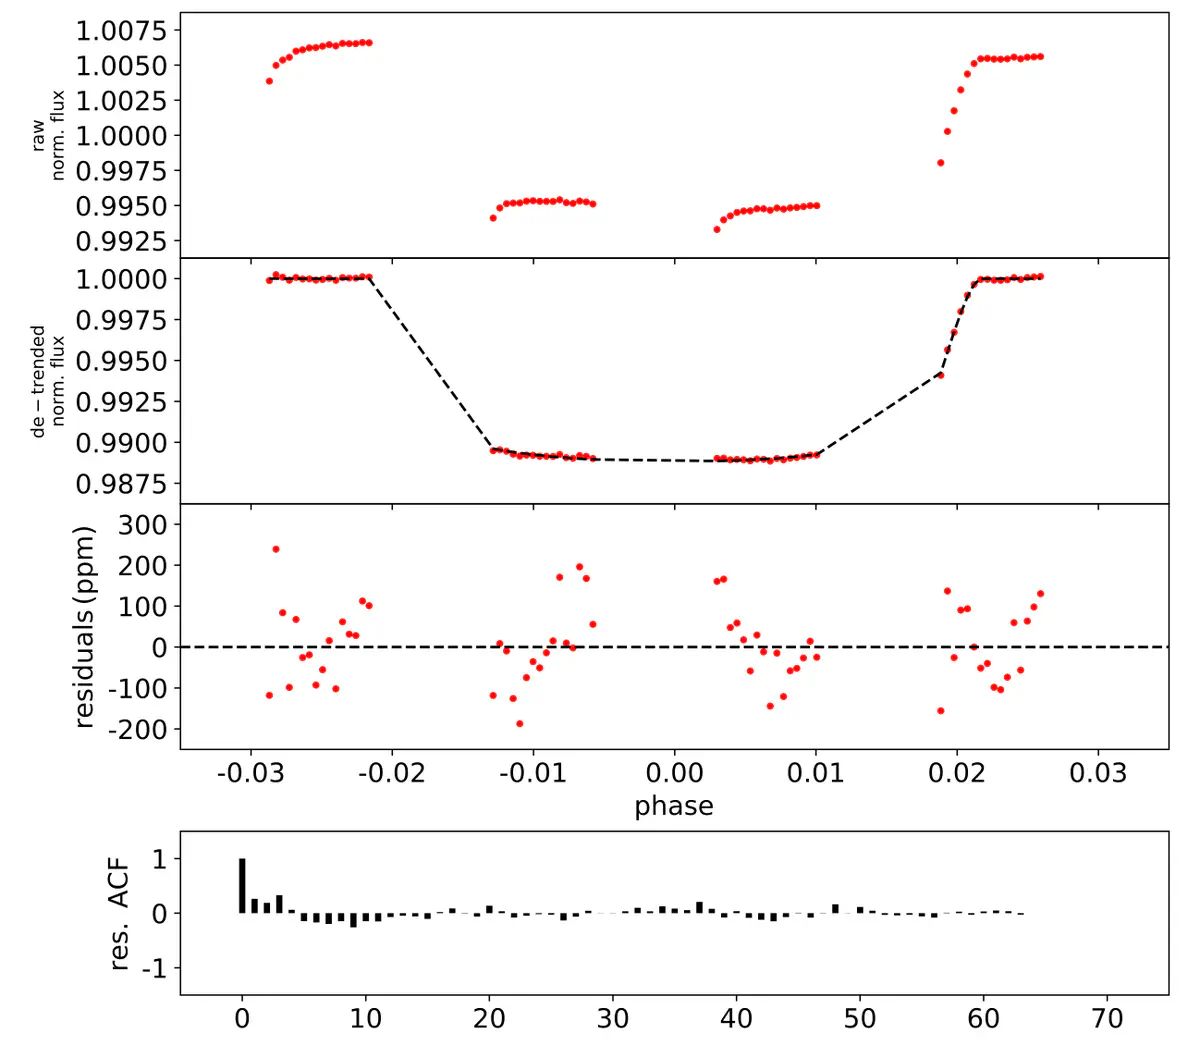 1.0075
1.0050
1.0025
1.0000
0.9975
0.9950
0.9925
raw
norm. flux
1.0000
0.9975
0.9950
0.9925
0.9900
0.9875
de − trended
norm. flux
300
200
100
0
-100
-200
residuals (ppm)
-0.03 -0.02 -0.01 0.00 0.01 0.02 0.03
phase
1
0
-1
res. ACF
0 10 20 30 40 50 60 70